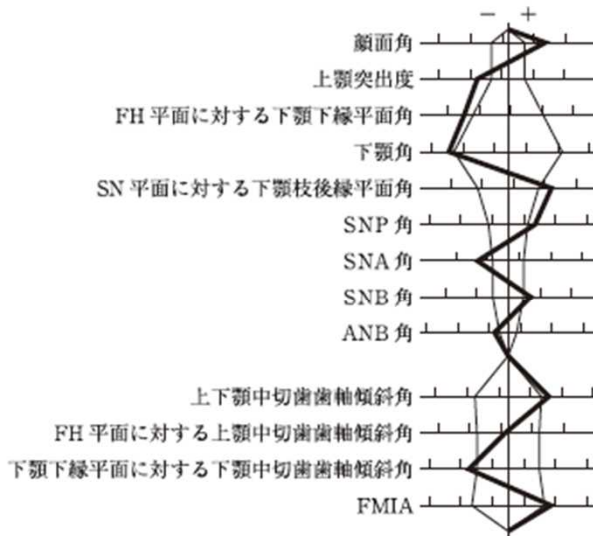 − +
顔面角
上顎突出度
FH 平面に対する下顎下縁平面角
下顎角
SN 平面に対する下顎枝後縁平面角
SNP 角
SNA 角
SNB 角
ANB 角
上下顎中切歯歯軸傾斜角
FH 平面に対する上顎中切歯歯軸傾斜角
下顎下縁平面に対する下顎中切歯歯軸傾斜角
FMIA